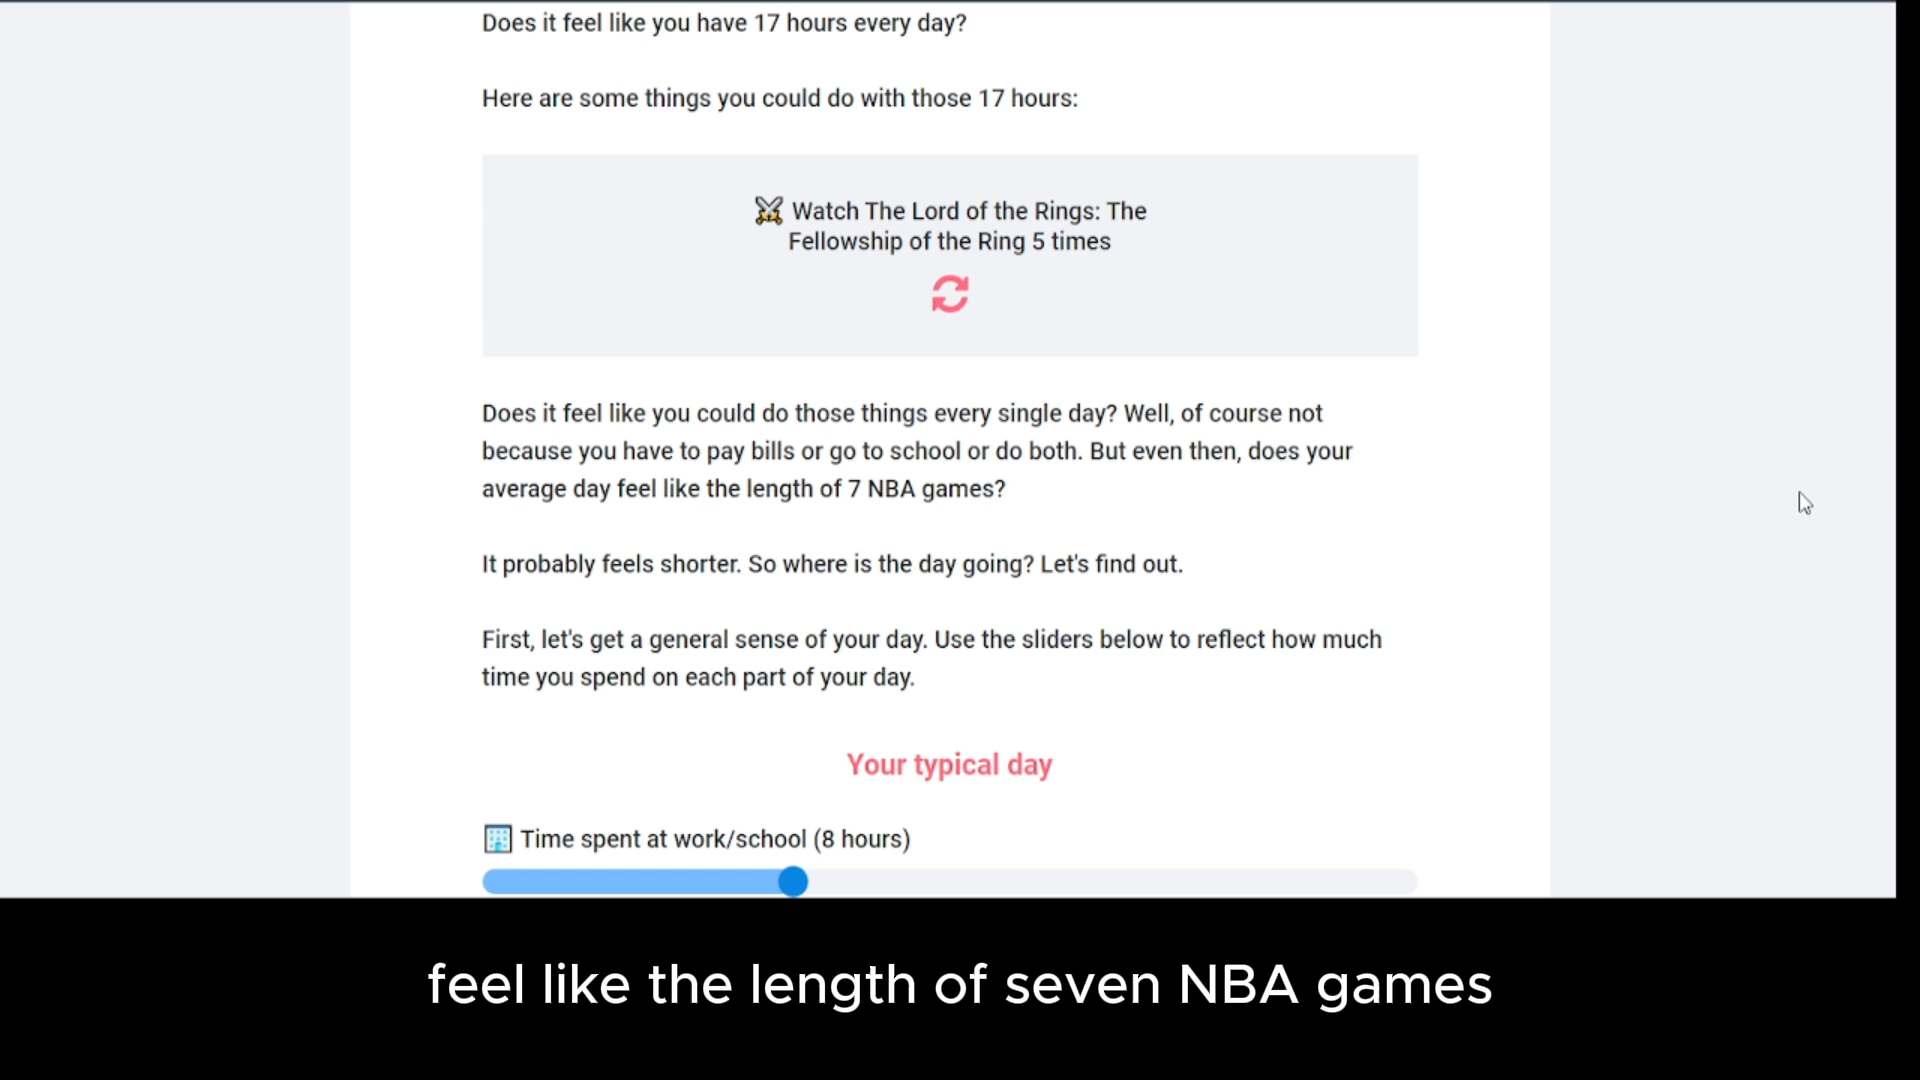 Does it feel like you have 17 hours every day?
Here are some things you could do with those 17 hours:
Watch The Lord of the Rings: The
Fellowship of the Ring 5 times
Does it feel like you could do those things every single day? Well, of course not
because you have to pay bills or go to school or do both. But even then, does your
average day feel like the length of 7 NBA games?
It probably feels shorter. So where is the day going? Let's find out.
First, let's get a general sense of your day. Use the sliders below to reflect how much
time you spend on each part of your day.
Your typical day
Time spent at work/school (8 hours)
feel like the length of seven NBA games